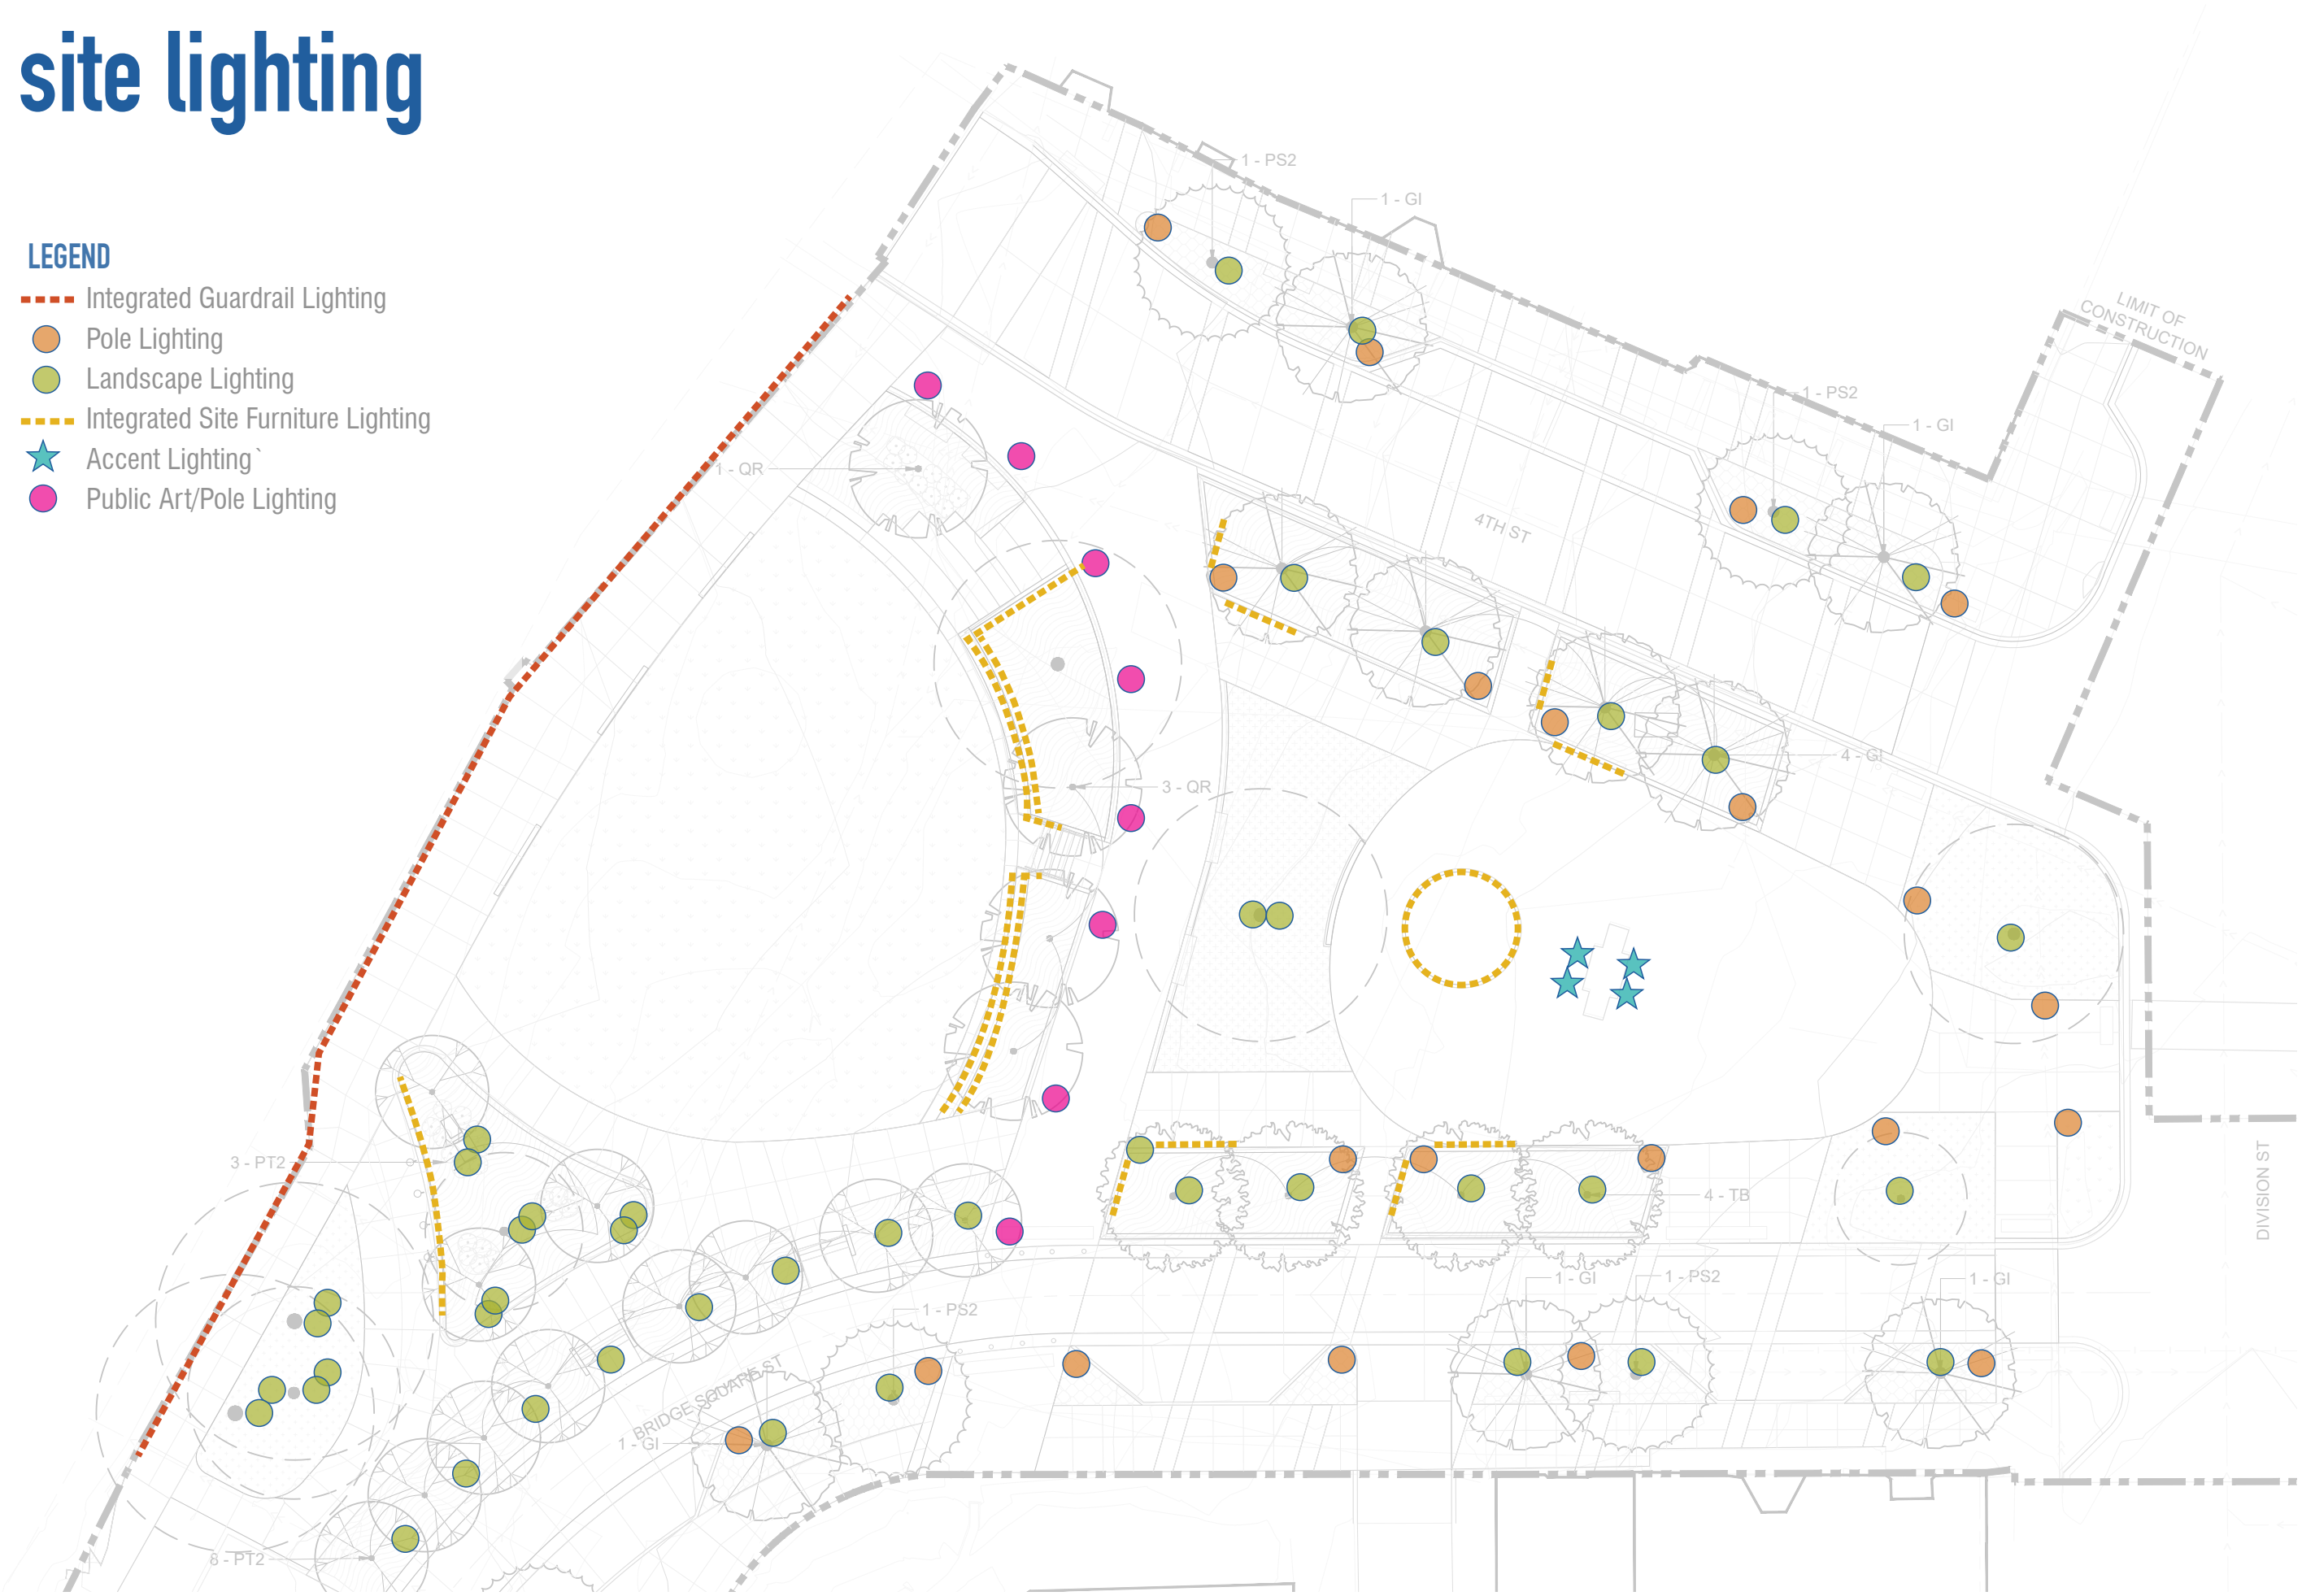 site lighting
LEGEND
Integrated Guardrail Lighting
Pole Lighting
Landscape Lighting
Integrated Site Furniture Lighting
Accent Lighting`
Public Art/Pole Lighting
1 - PS2
1 - GI
LIMIT OF
CONSTRUCTION
1 - PS2
1 - GI
1 - QR
4TH ST
4 - GI
3 - QR
3 - PT2
4 - TB
DIVISION ST
1 - GI
1 - PS2
1 - GI
1 - PS2
BRIDGE SQUARE ST
1 - GI
8 - PT2